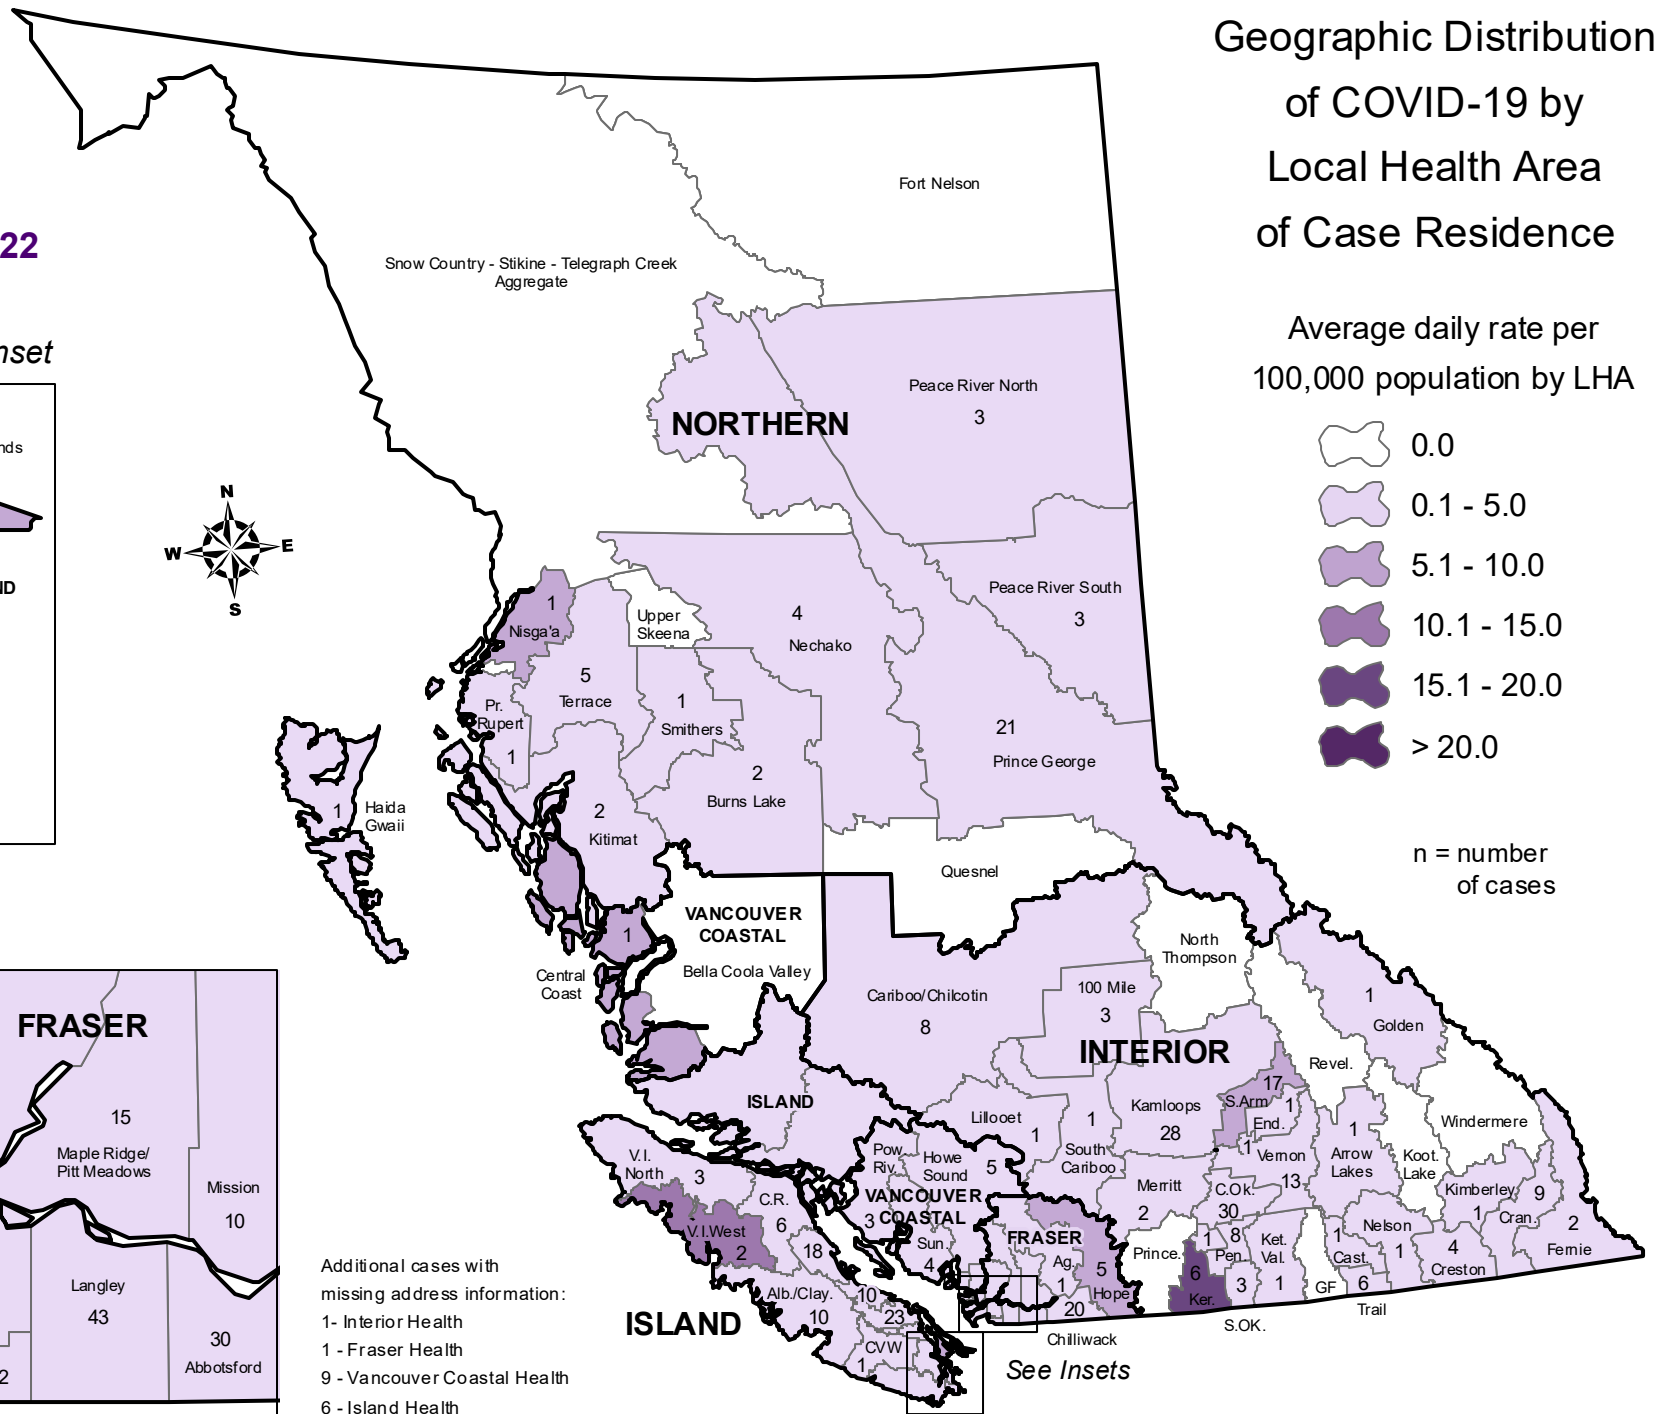 Geographic Distribution
of COVID-19 by
Local Health Area
of Case Residence
22
nset
nds
ND
Average daily rate per
100,000 population by LHA
0.0
0.1 - 5.0
5.1 - 10.0
10.1 - 15.0
15.1 - 20.0
> 20.0
n = number
of cases
N
W
E
S
Fort Nelson
Snow Country - Stikine - Telegraph Creek
Aggregate
Peace River North
3
NORTHERN
Peace River South
3
1
Nisga'a
Upper
Skeena
4
Nechako
5
Terrace
Pr.
Rupert
1
1
Smithers
21
Prince George
2
Burns Lake
1
Haida
Gwaii
2
Kitimat
Quesnel
VANCOUVER
COASTAL
Bella Coola Valley
1
Central
Coast
North
Thompson
Cariboo/Chilcotin
8
100 Mile
3
INTERIOR
1
Golden
Revel.
Windermere
ISLAND
Lillooet
1
1
South
Cariboo
Kamloops
28
17
S.Arm
1
End.
1
Vernon
13
1
Arrow
Lakes
Koot.
Lake
Kimberley
1
9
Cran.
2
Fernie
V.I.
North
3
Pow.
Riv.
Howe
Sound
5
VANCOUVER
COASTAL
3
Sun.
4
C.R.
6
V.I.West
2
18
Merritt
2
C.Ok.
30
FRASER
Ag.
1
5
Hope
20
Chilliwack
Prince.
1
8
Pen.
6
Ker.
3
S.OK.
Ket.
Val.
1
GF
1
Cast.
6
Trail
Nelson
1
4
Creston
Alb./Clay.
10
10
23
CVW
1
ISLAND
See Insets
FRASER
15
Maple Ridge/
Pitt Meadows
Mission
10
Langley
43
30
Abbotsford
2
Additional cases with
missing address information:
1- Interior Health
1 - Fraser Health
9 - Vancouver Coastal Health
6 - Island Health